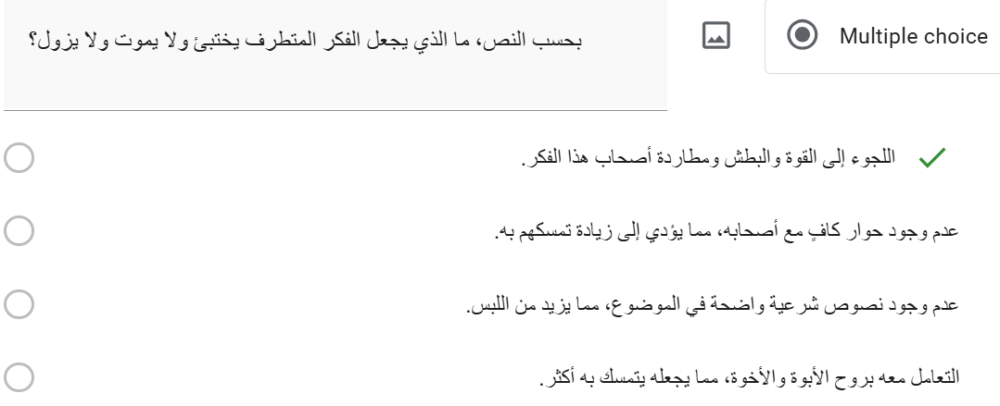 بحسب النص، ما الذي يجعل الفكر المتطرف يختبئ ولا يموت ولا يزول؟
Multiple choice
اللجوء إلى القوة والبطش ومطاردة أصحاب هذا الفكر.
عدم وجود حوار كافٍ مع أصحابه، مما يؤدي إلى زيادة تمسكهم به.
عدم وجود نصوص شرعية واضحة في الموضوع، مما يزيد من اللبس.
التعامل معه بروح الأبوة والأخوة، مما يجعله يتمسك به أكثر.